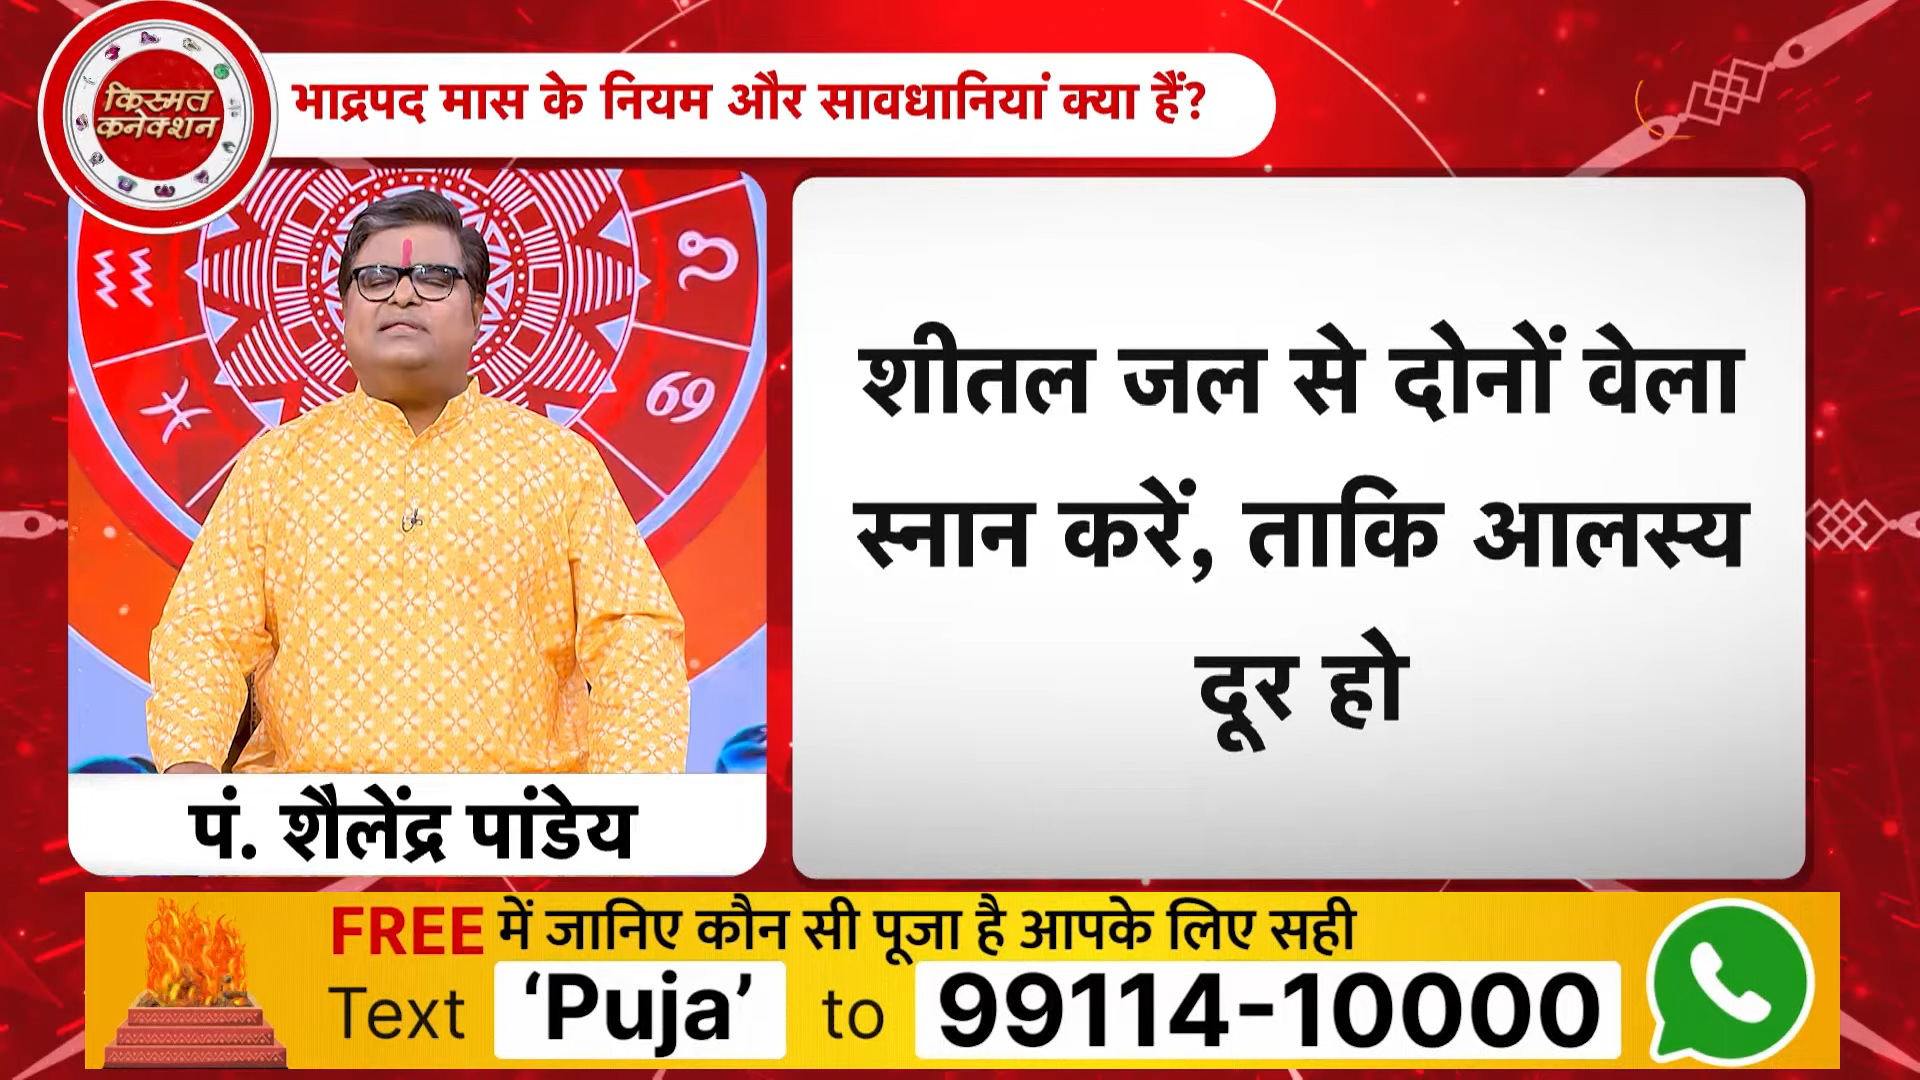 किस्मत
कनेक्शन
भाद्रपद मास के नियम और सावधानियां क्या हैं?
शीतल जल से दोनों वेला
स्नान करें, ताकि आलस्य
दूर हो
पं. शैलेंद्र पांडेय
FREE में जानिए कौन सी पूजा है आपके लिए सही
Text ‘Puja’ to 99114-10000